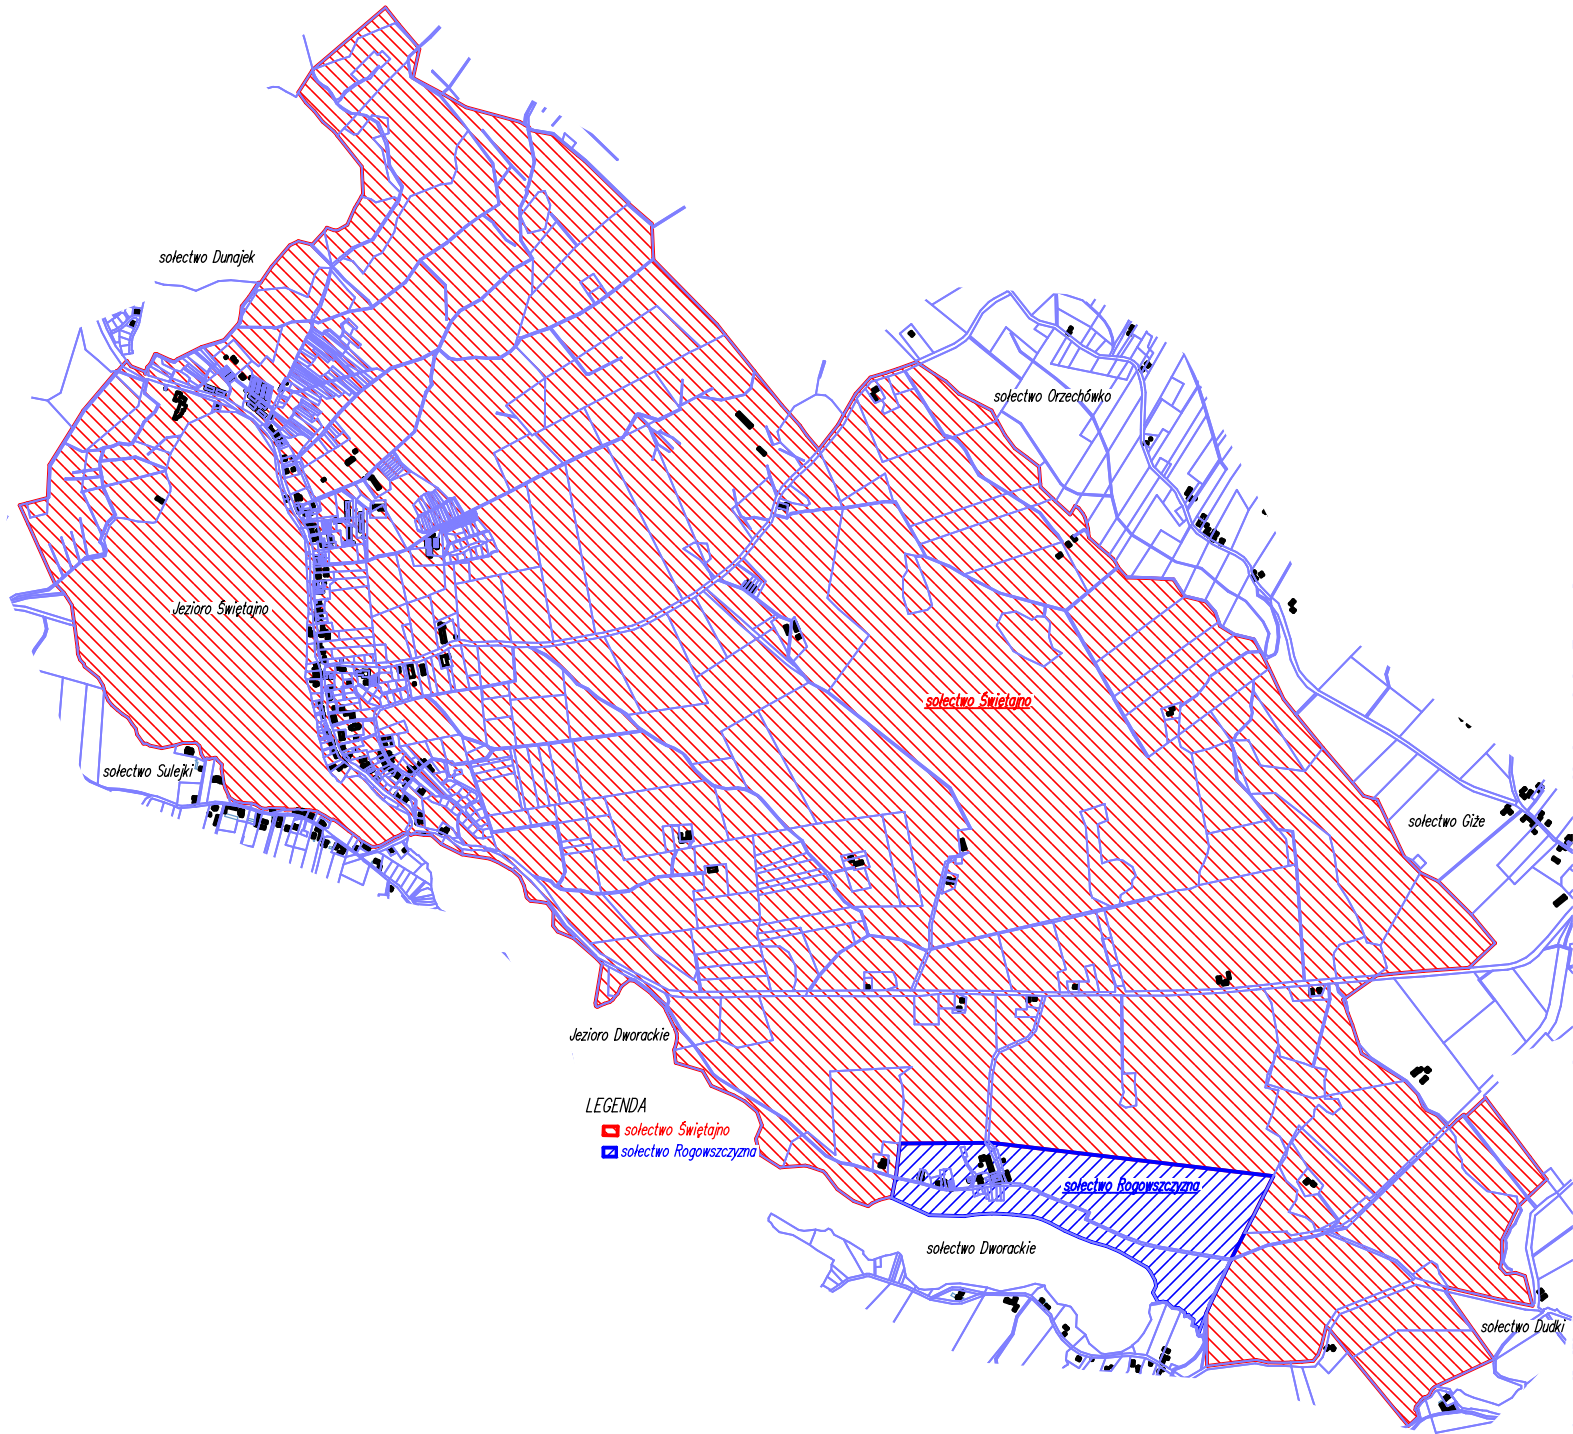 sołectwo Dunajek
sołectwo Orzechówko
Jezioro Świętajno
sołectwo Świętajno
sołectwo Sulejki
sołectwo Giże
Jezioro Dworackie
LEGENDA
sołectwo Świętajno
sołectwo Rogowszczyzna
sołectwo Rogowszczyzna
sołectwo Dworackie
sołectwo Dudki